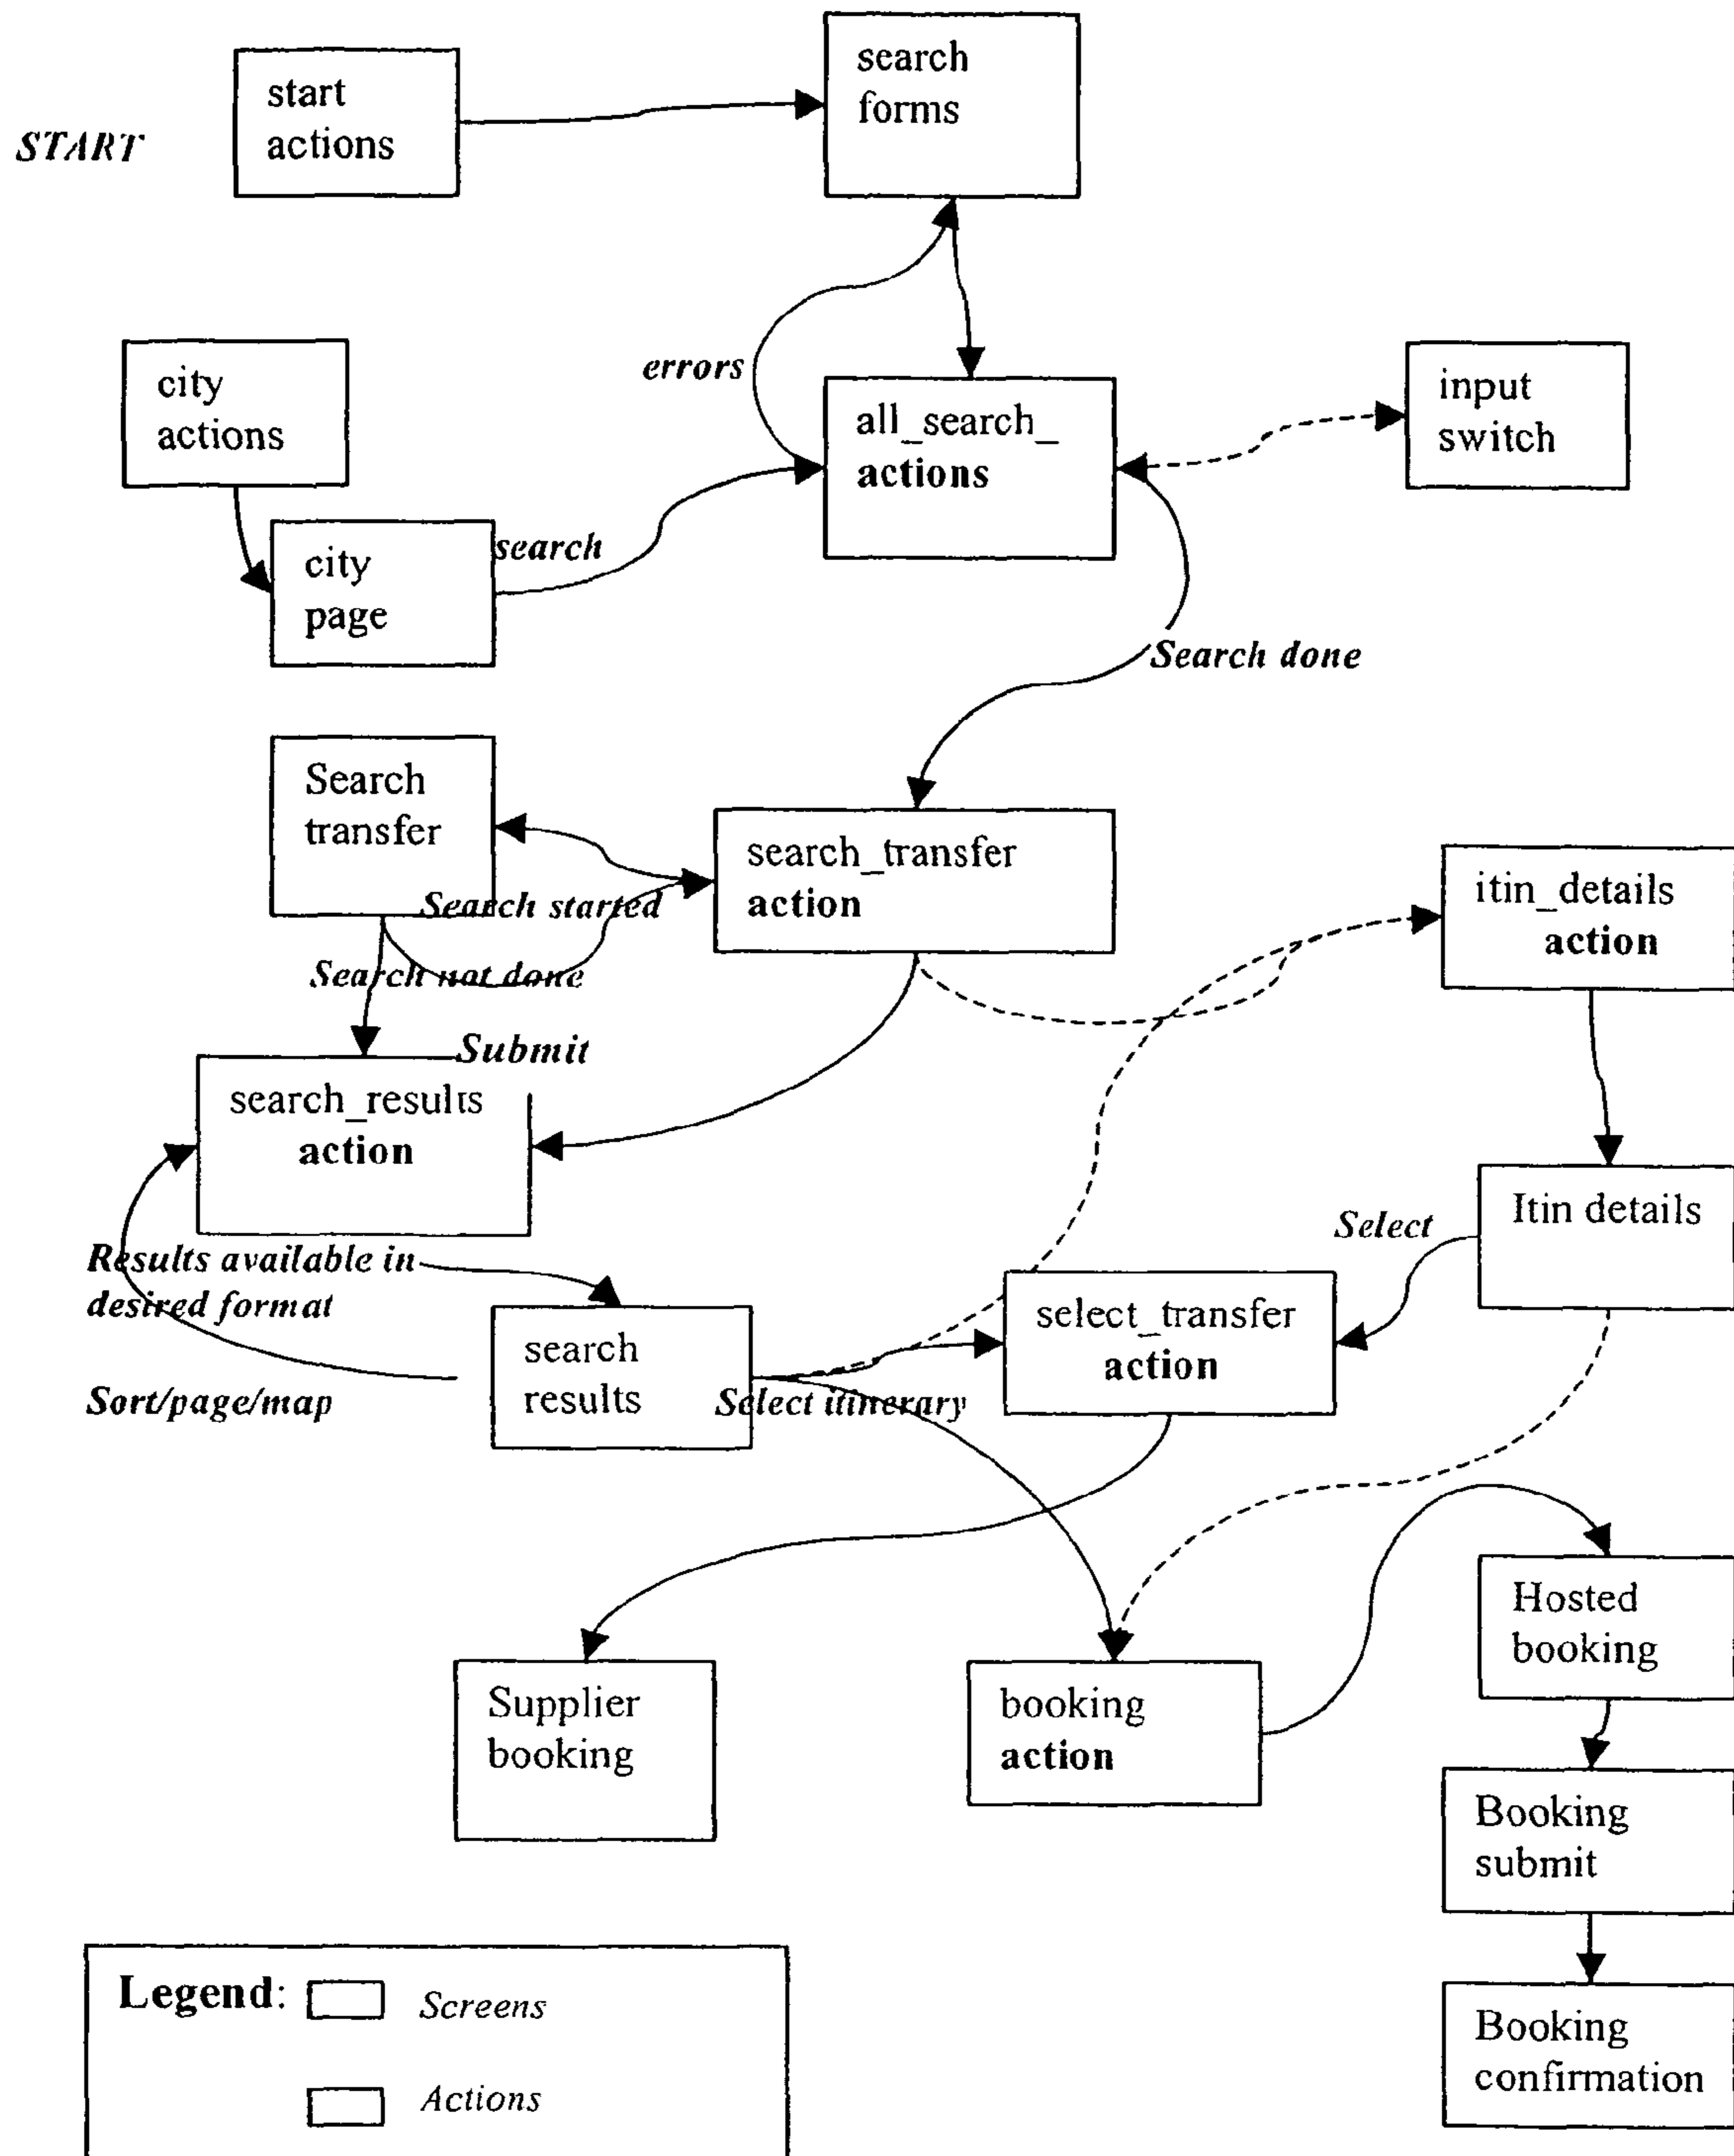 search
forms
start
actions
START
errors
city
actions
all_search_
actions
input
switch
search
city
page
Search done
Search
transfer
search_transfer
action
itin_details
action
Search started
Search not done
Submit
search_results
action
Itin details
Select
Results available in
desired format
select_transfer
action
search
results
Select itinerary
Sort/page/map
Hosted
booking
Supplier
booking
booking
action
Booking
submit
Legend:
Screens
Actions
Booking
confirmation